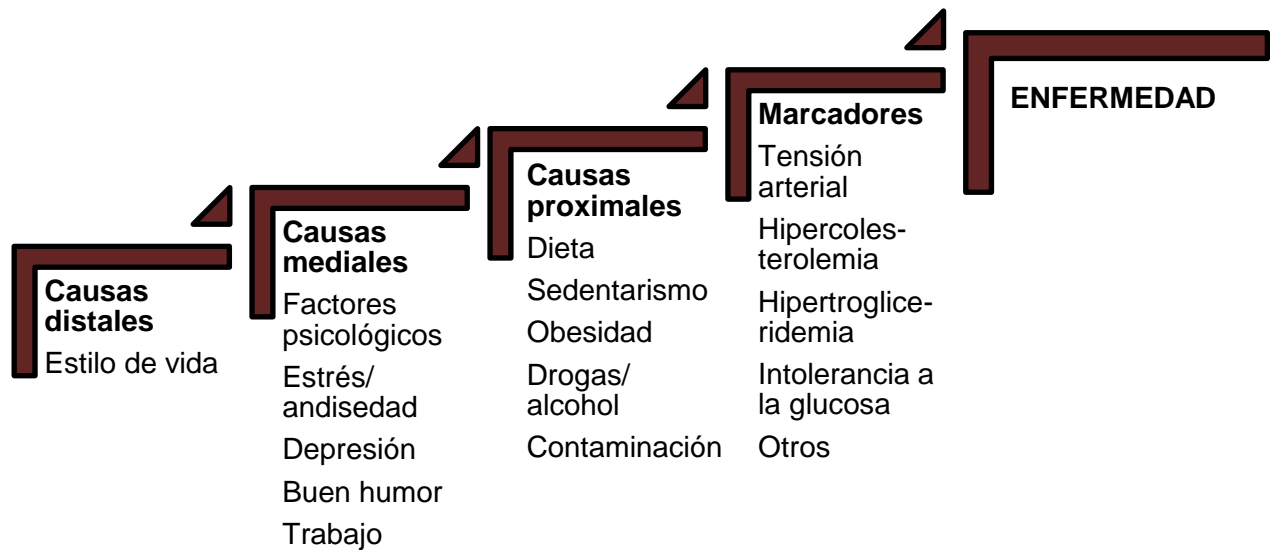 Causas
distales
Estilo de vida
Causas
mediales
Factores
psicológicos
Estrés/
andisedad
Depresión
Buen humor
Trabajo
Causas
proximales
Dieta
Sedentarismo
Obesidad
Drogas/
alcohol
Contaminación
Marcadores
Tensión
arterial
Hipercoles-
terolemia
Hipertroglice-
ridemia
Intolerancia a
la glucosa
Otros
ENFERMEDAD